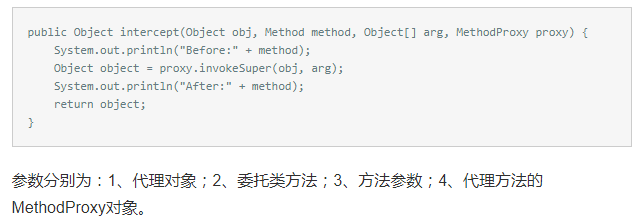 public Object intercept(Object obj, Method method, Object[] arg, MethodProxy proxy) {
    System.out.println("Before:" + method);
    Object object = proxy.invokeSuper(obj, arg);
    System.out.println("After:" + method);
    return object;
}
参数分别为：1、代理对象；2、委托类方法；3、方法参数；4、代理方法的
MethodProxy对象。